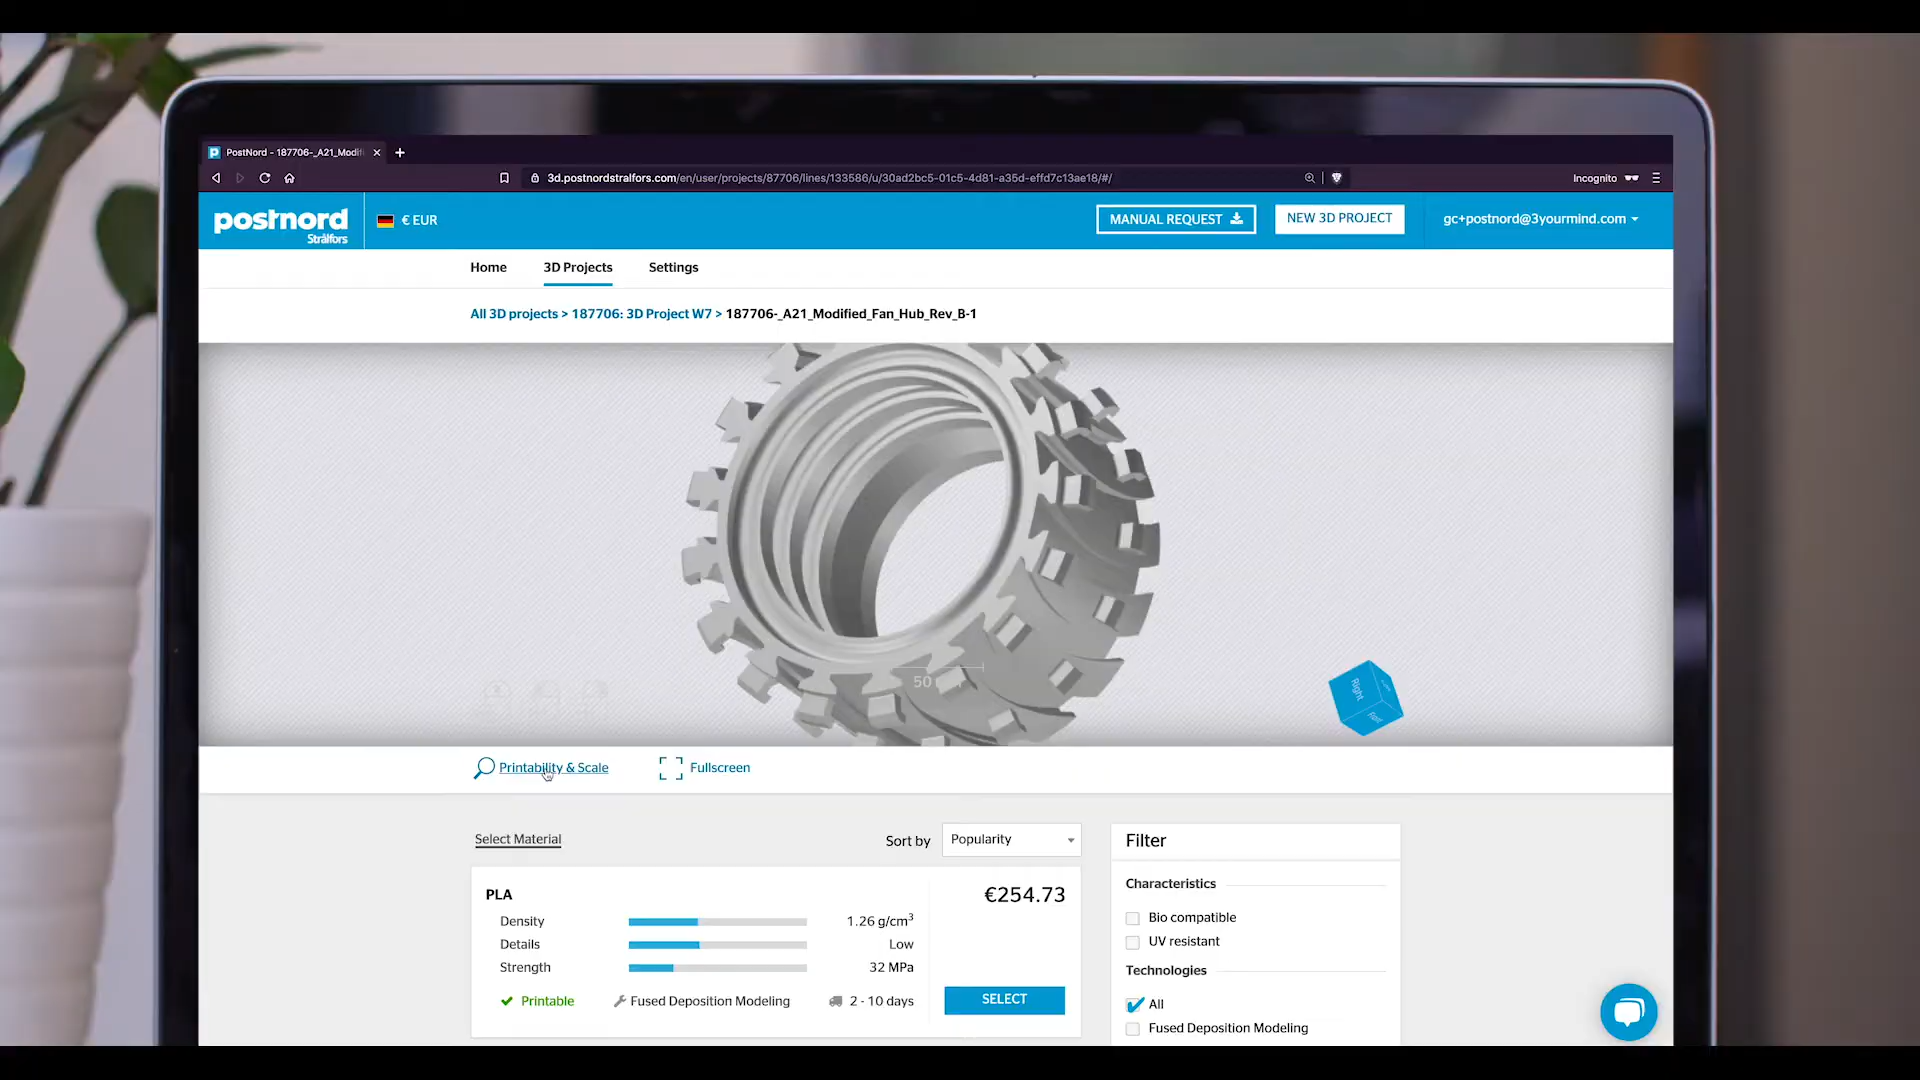 PostNord - 187706-_A21_Modifi
3d.postnordstralfors.com/en/user/projects/87706/lines/133586/u/30ad2bc5-01c5-4d81-a35d-effd7c13ae18/#/
Incognito
postnord
Strålfors
€ EUR
MANUAL REQUEST
NEW 3D PROJECT
gc+postnord@3yourmind.com
Home
3D Projects
Settings
All 3D projects > 187706: 3D Project W7 > 187706-_A21_Modified_Fan_Hub_Rev_B-1
50
Right
Printability & Scale
Fullscreen
Select Material
Sort by
Popularity
PLA
€254.73
Density
1.26 g/cm³
Details
Low
Strength
32 MPa
Printable
Fused Deposition Modeling
2 - 10 days
SELECT
Filter
Characteristics
Bio compatible
UV resistant
Technologies
All
Fused Deposition Modeling